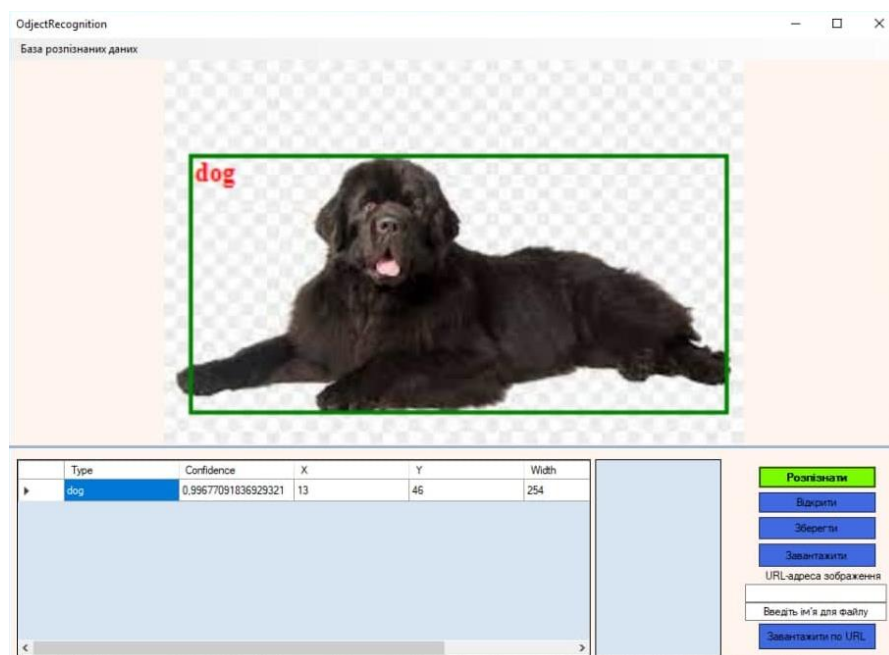 OdjectRecognition
База розпізнаних даних
dog
Type Confidence X Y Width
dog 0,99677091836929321 13 46 254
Розпізнати
Відкрити
Зберегти
Завантажити
URL-адреса зображення
Введіть ім'я для файлу
Завантажити по URL